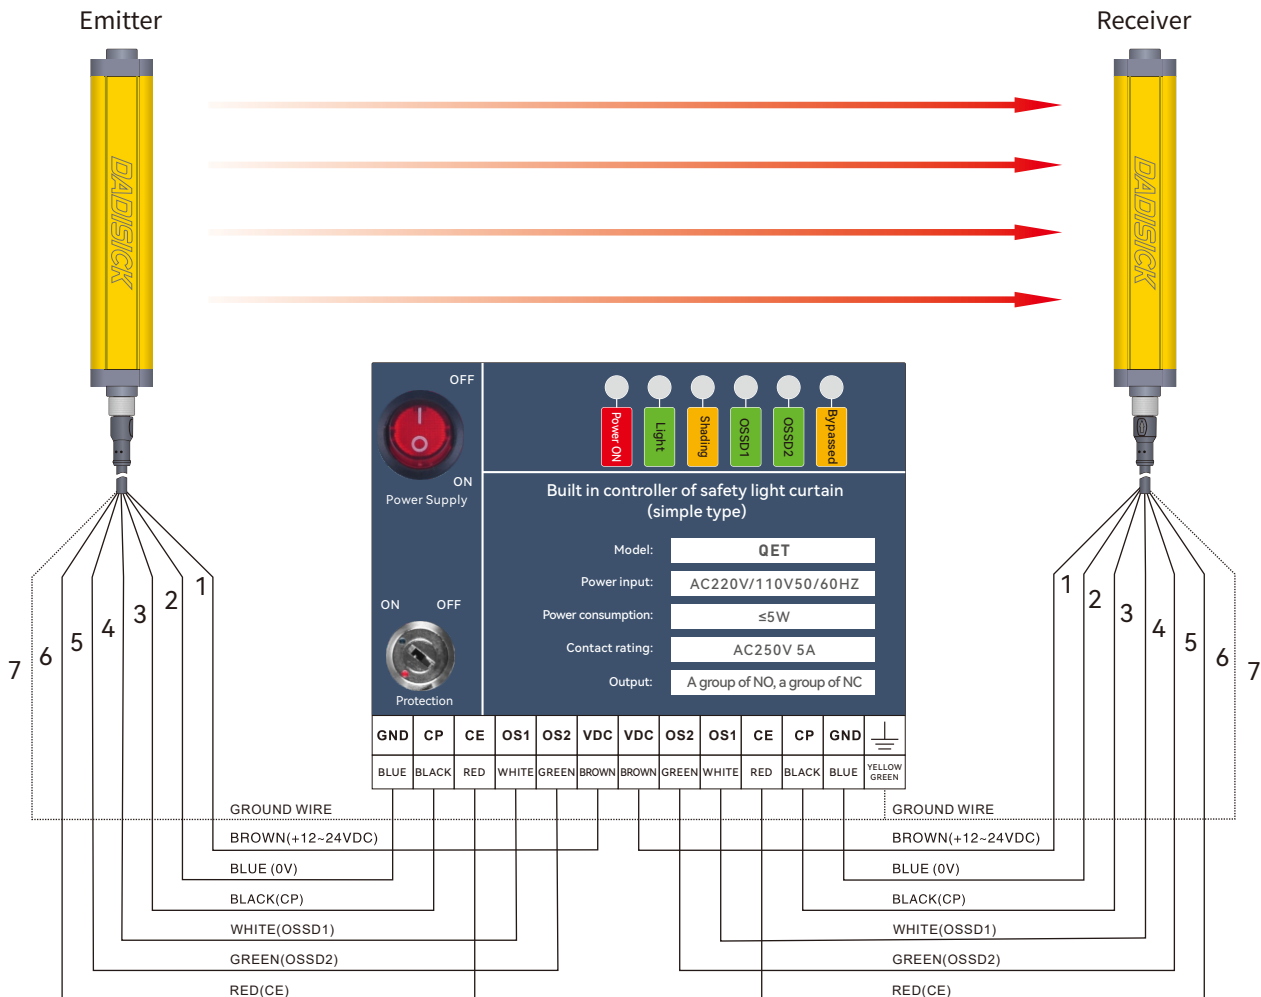 Emitter
Receiver
DADISICK
DADISICK
OFF
ON
Power Supply
ON OFF
Protection
Power ON
Light
Shading
OSSD1
OSSD2
Bypassed
Built in controller of safety light curtain
(simple type)
Model: QET
Power input: AC220V/110V50/60HZ
Power consumption: ≤5W
Contact rating: AC250V 5A
Output: A group of NO, a group of NC
GND CP CE OS1 OS2 VDC VDC OS2 OS1 CE CP GND
BLUE BLACK RED WHITE GREEN BROWN BROWN GREEN WHITE RED BLACK BLUE YELLOW GREEN
7 6 5 4 3 2 1
1 2 3 4 5 6 7
GROUND WIRE
BROWN(+12~24VDC)
BLUE (0V)
BLACK(CP)
WHITE(OSSD1)
GREEN(OSSD2)
RED(CE)
GROUND WIRE
BROWN(+12~24VDC)
BLUE (0V)
BLACK(CP)
WHITE(OSSD1)
GREEN(OSSD2)
RED(CE)